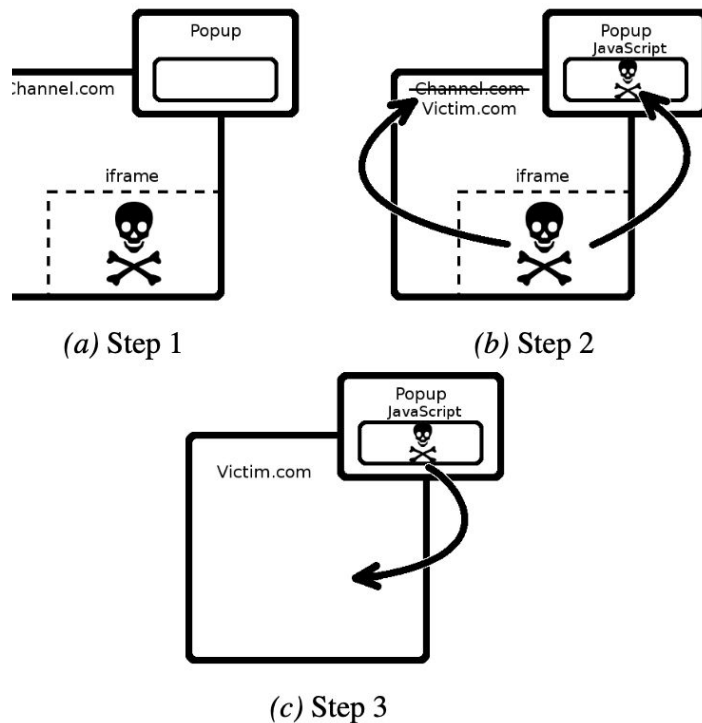 Popup
Channel.com
iframe
(a) Step 1
Popup
JavaScript
Channel.com
Victim.com
iframe
(b) Step 2
Popup
JavaScript
Victim.com
(c) Step 3